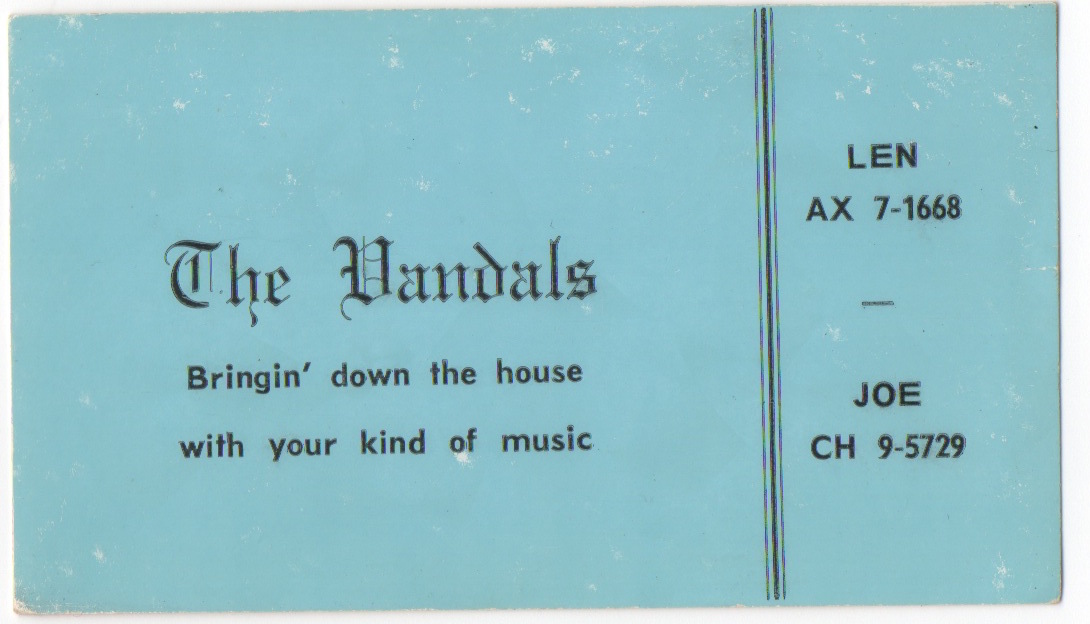 The Vandals
Bringin' down the house
with your kind of music
LEN
AX 7-1668
—
JOE
CH 9-5729